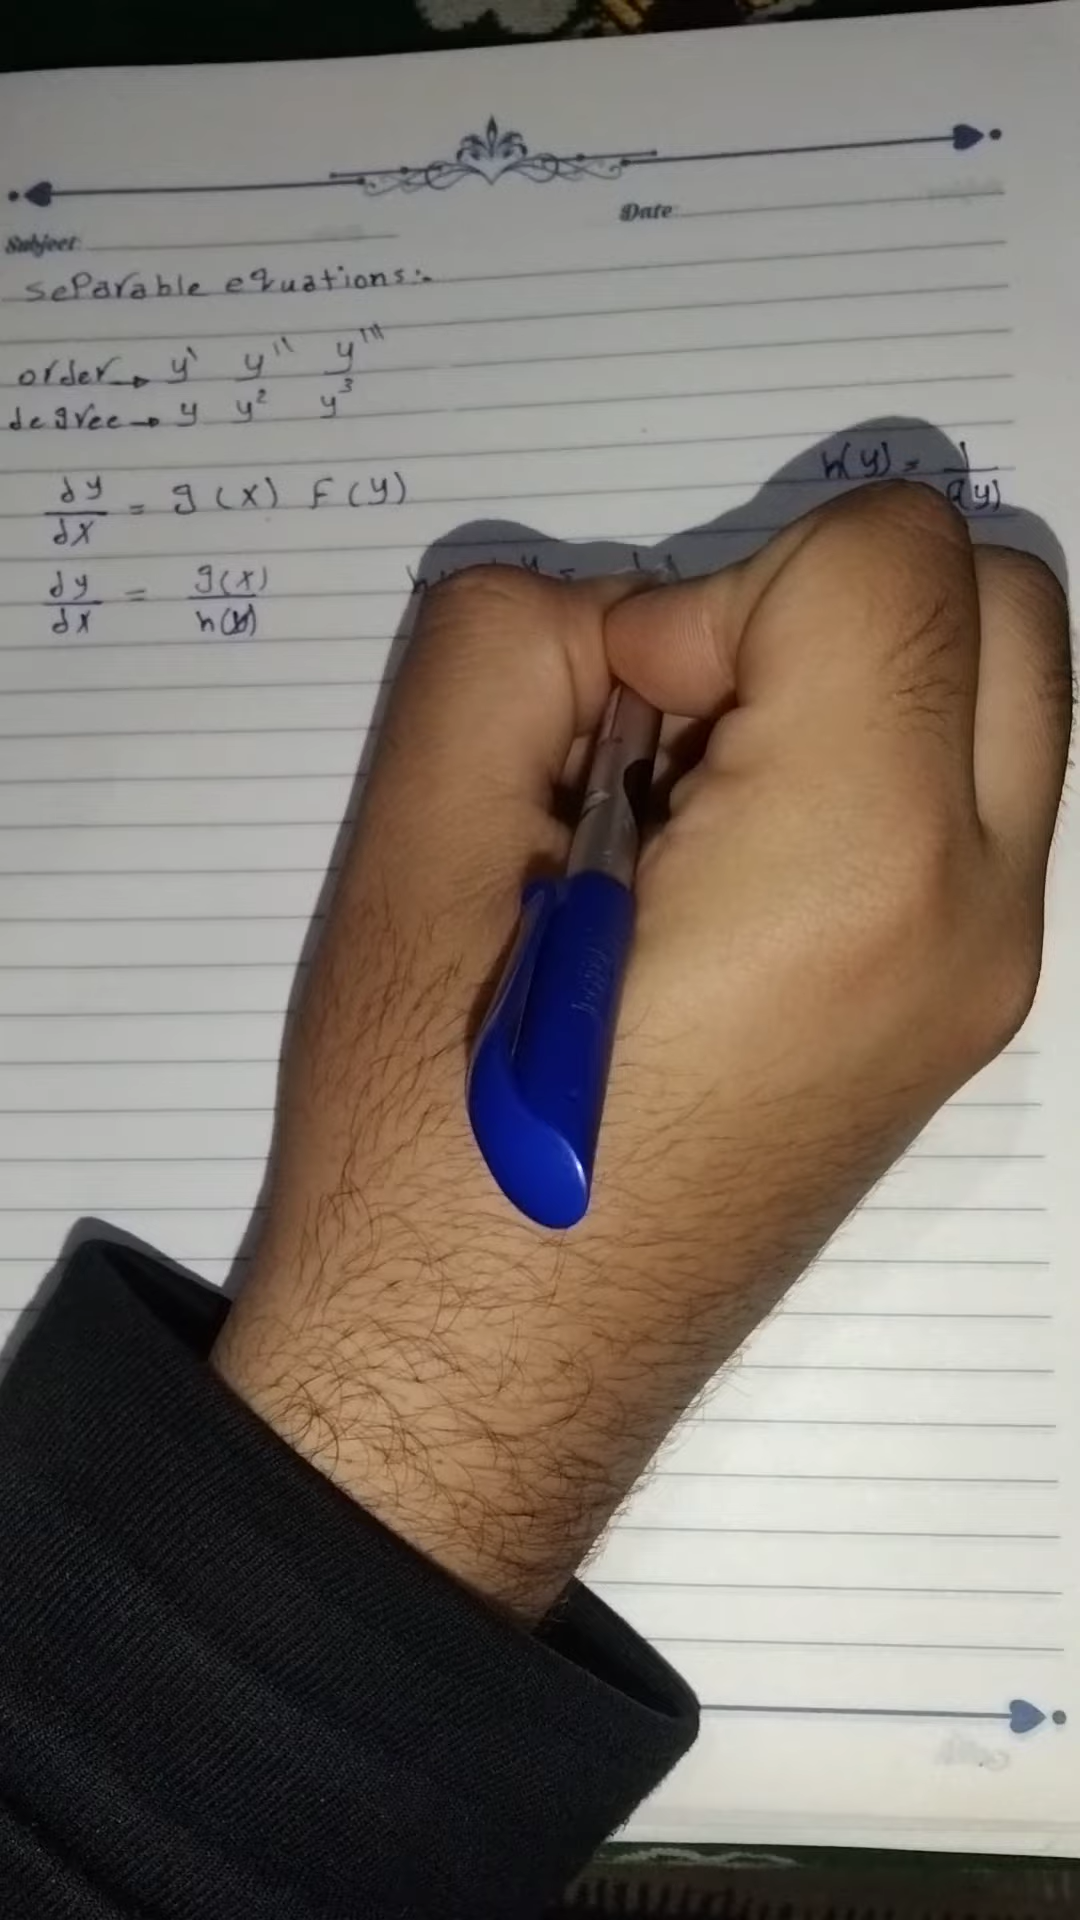 Date
Subject
separable equations:-
order → y' y'' y'''
degree → y y² y³
dy/dx = g(x) F(y)
h(y) = 1
dy/dx = g(x)/h(y)